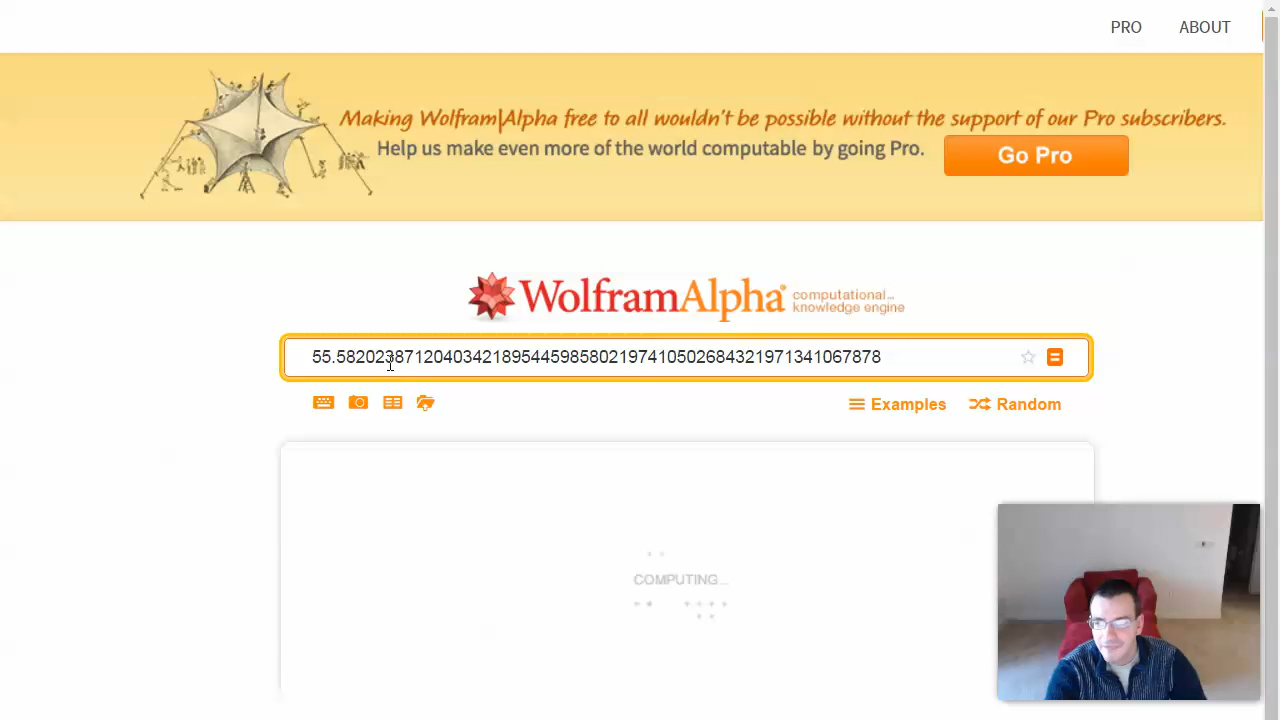 PRO ABOUT
Making Wolfram|Alpha free to all wouldn't be possible without the support of our Pro subscribers.
Help us make even more of the world computable by going Pro. Go Pro
WolframAlpha computational...
knowledge engine
55.5820238712040342189544598580219741050268432197134106​7878
Examples Random
COMPUTING...